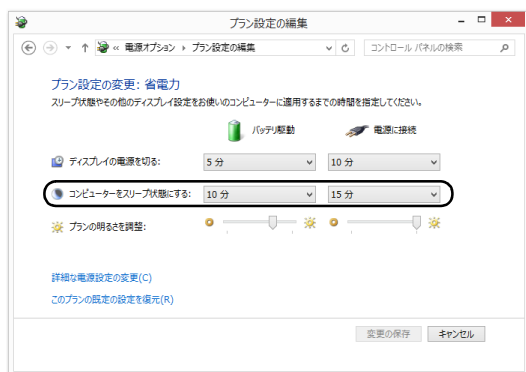 プラン設定の編集
« 電源オプション ▸ プラン設定の編集 コントロール パネルの検索
プラン設定の変更: 省電力
スリープ状態やその他のディスプレイ設定をお使いのコンピューターに適用するまでの時間を指定してください。
バッテリ駆動 電源に接続
ディスプレイの電源を切る: 5 分 10 分
コンピューターをスリープ状態にする: 10 分 15 分
プランの明るさを調整:
詳細な電源設定の変更(C)
このプランの既定の設定を復元(R)
変更の保存 キャンセル